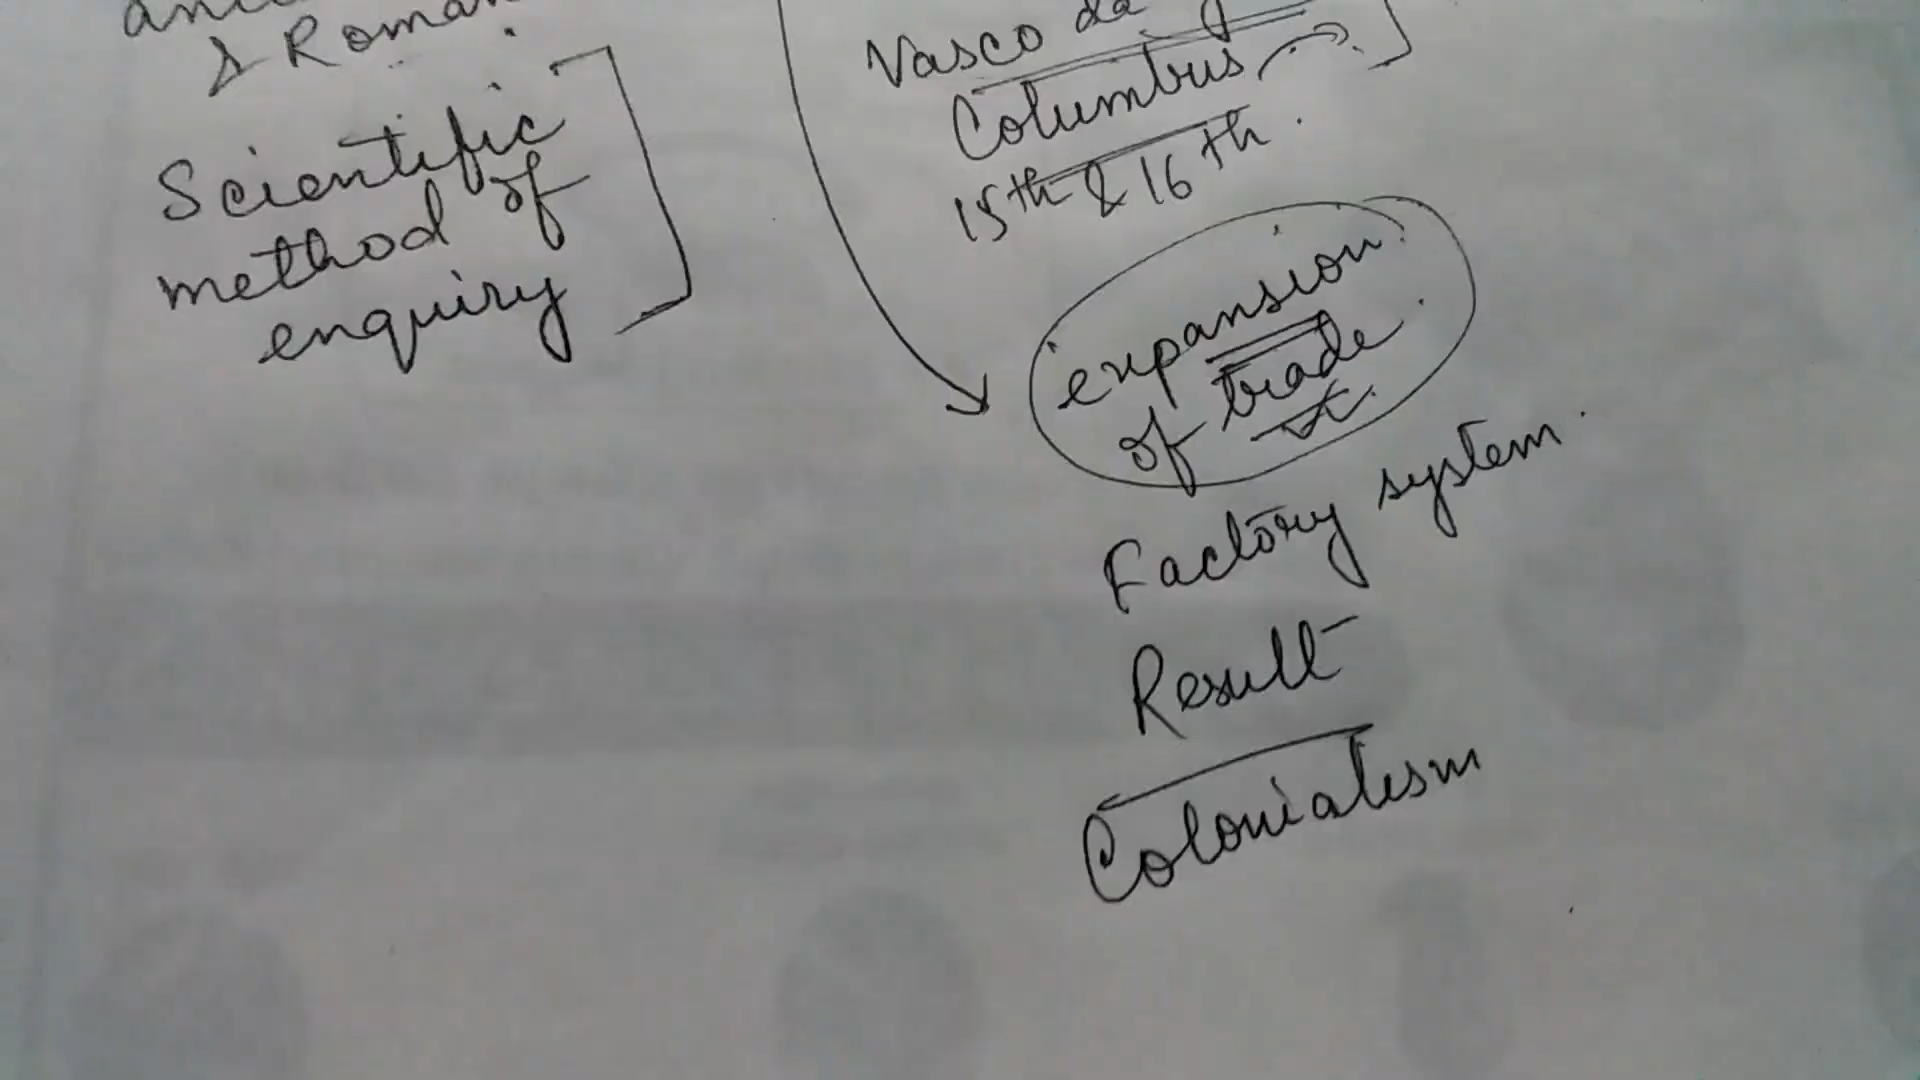 & Roman
Scientific
method of
enquiry
Vasco da
Columbus
15th & 16th
expansion
of trade
Factory system
Result
Colonialism